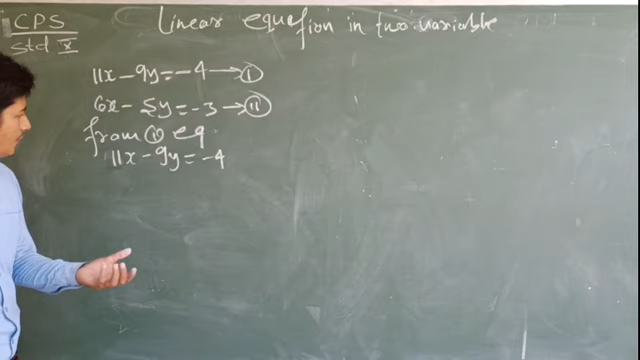 CPS
std X
Linear equation in two variable
11x - 9y = -4 → (i)
6x - 5y = -3 → (ii)
from (i) eq.
11x - 9y = -4